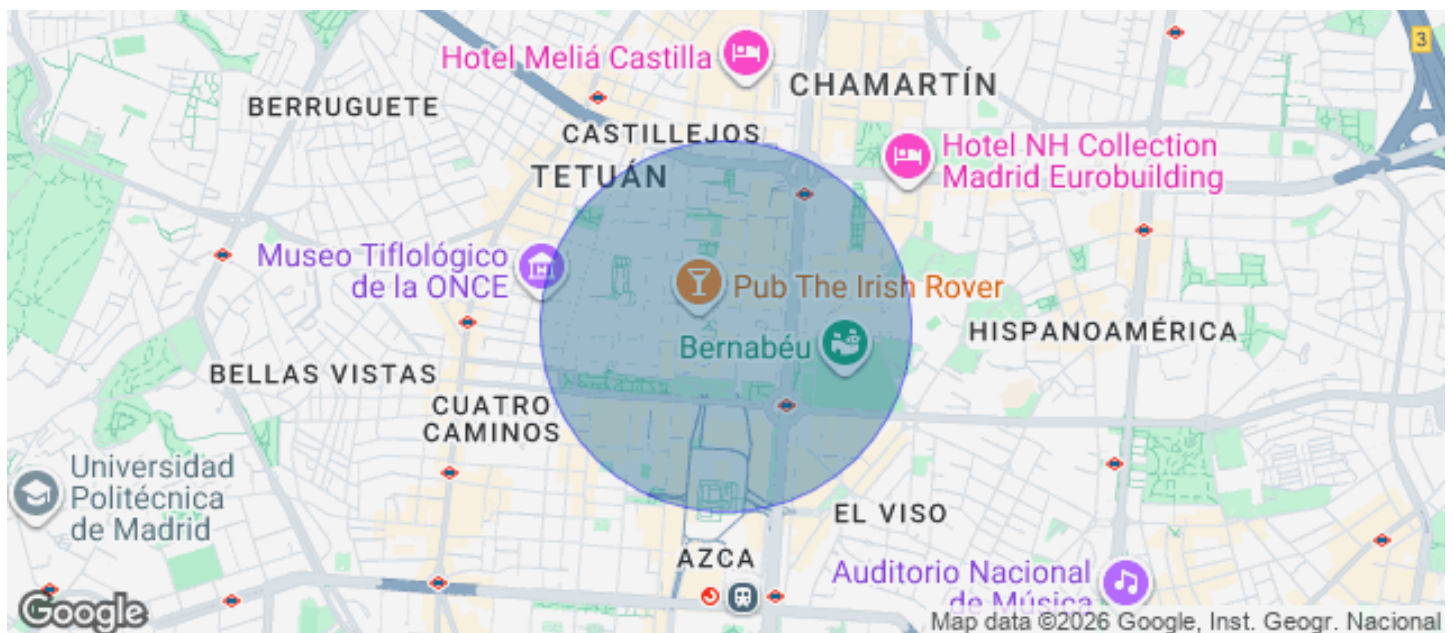 Hotel Meliá Castilla
CHAMARTÍN
3
BERRUGUETE
CASTILLEJOS
TETUÁN
Hotel NH Collection
Madrid Eurobuilding
Museo Tiflológico
de la ONCE
Pub The Irish Rover
Bernabéu
HISPANOAMÉRICA
BELLAS VISTAS
CUATRO
CAMINOS
Universidad
Politécnica
de Madrid
EL VISO
AZCA
Auditorio Nacional
de Música
Google
Map data ©2026 Google, Inst. Geogr. Nacional